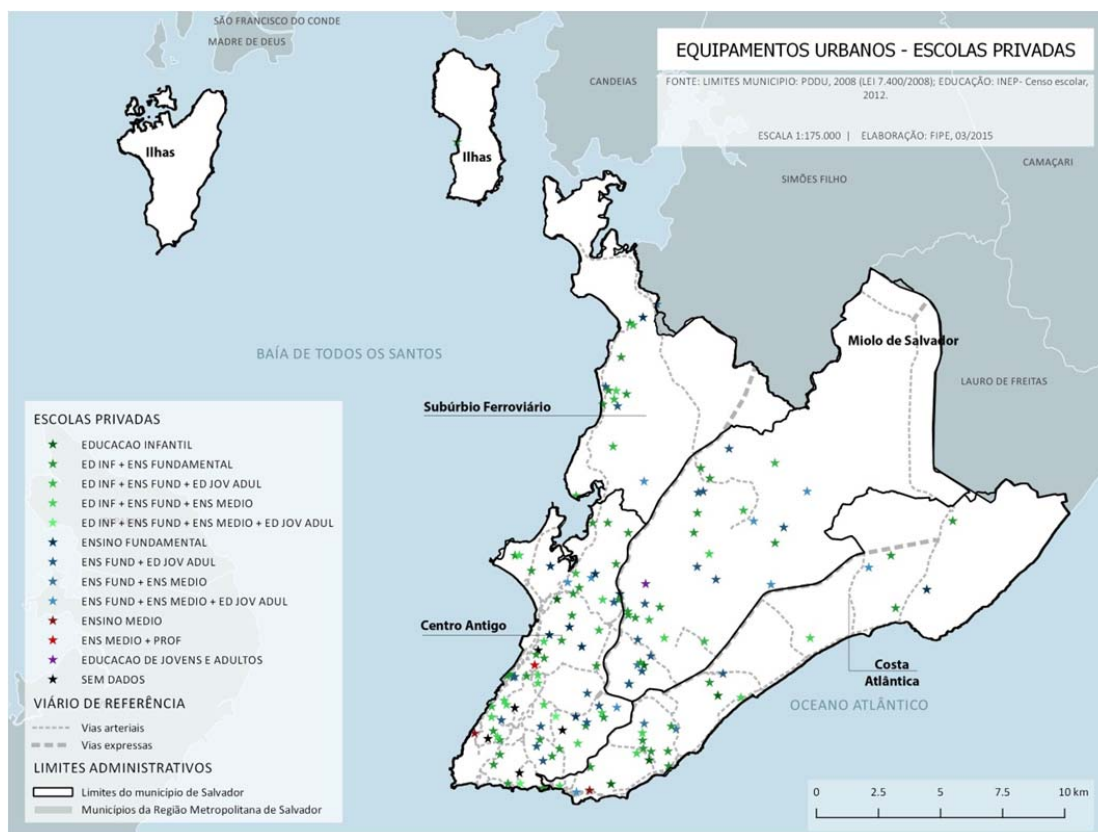 SÃO FRANCISCO DO CONDE
MADRE DE DEUS
EQUIPAMENTOS URBANOS - ESCOLAS PRIVADAS
FONTE: LIMITES MUNICIPIO: PDDU, 2008 (LEI 7.400/2008); EDUCAÇÃO: INEP- Censo escolar,
2012.
ESCALA 1:175.000 | ELABORAÇÃO: FIPE, 03/2015
CANDEIAS
CAMAÇARI
SIMÕES FILHO
Ilhas
Ilhas
BAÍA DE TODOS OS SANTOS
Miolo de Salvador
LAURO DE FREITAS
Subúrbio Ferroviário
Centro Antigo
Costa
Atlântica
OCEANO ATLÂNTICO
ESCOLAS PRIVADAS
EDUCACAO INFANTIL
ED INF + ENS FUNDAMENTAL
ED INF + ENS FUND + ED JOV ADUL
ED INF + ENS FUND + ENS MEDIO
ED INF + ENS FUND + ENS MEDIO + ED JOV ADUL
ENSINO FUNDAMENTAL
ENS FUND + ED JOV ADUL
ENS FUND + ENS MEDIO
ENS FUND + ENS MEDIO + ED JOV ADUL
ENSINO MEDIO
ENS MEDIO + PROF
EDUCACAO DE JOVENS E ADULTOS
SEM DADOS
VIÁRIO DE REFERÊNCIA
Vias arteriais
Vias expressas
LIMITES ADMINISTRATIVOS
Limites do município de Salvador
Municípios da Região Metropolitana de Salvador
0 2.5 5 7.5 10 km